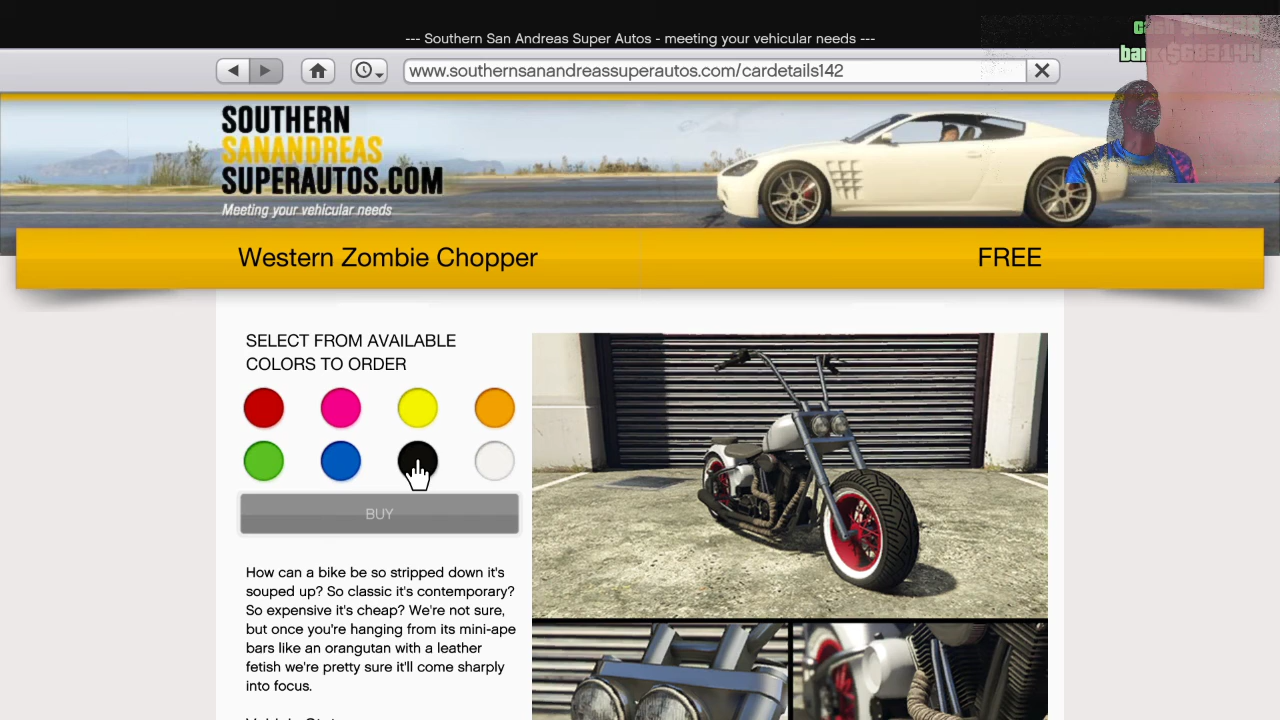 --- Southern San Andreas Super Autos - meeting your vehicular needs ---
www.southernsanandreassuperautos.com/cardetails142
SOUTHERN
SANANDREAS
SUPERAUTOS.COM
Meeting your vehicular needs
Western Zombie Chopper
FREE
SELECT FROM AVAILABLE
COLORS TO ORDER
BUY
How can a bike be so stripped down it's
souped up? So classic it's contemporary?
So expensive it's cheap? We're not sure,
but once you're hanging from its mini-ape
bars like an orangutan with a leather
fetish we're pretty sure it'll come sharply
into focus.